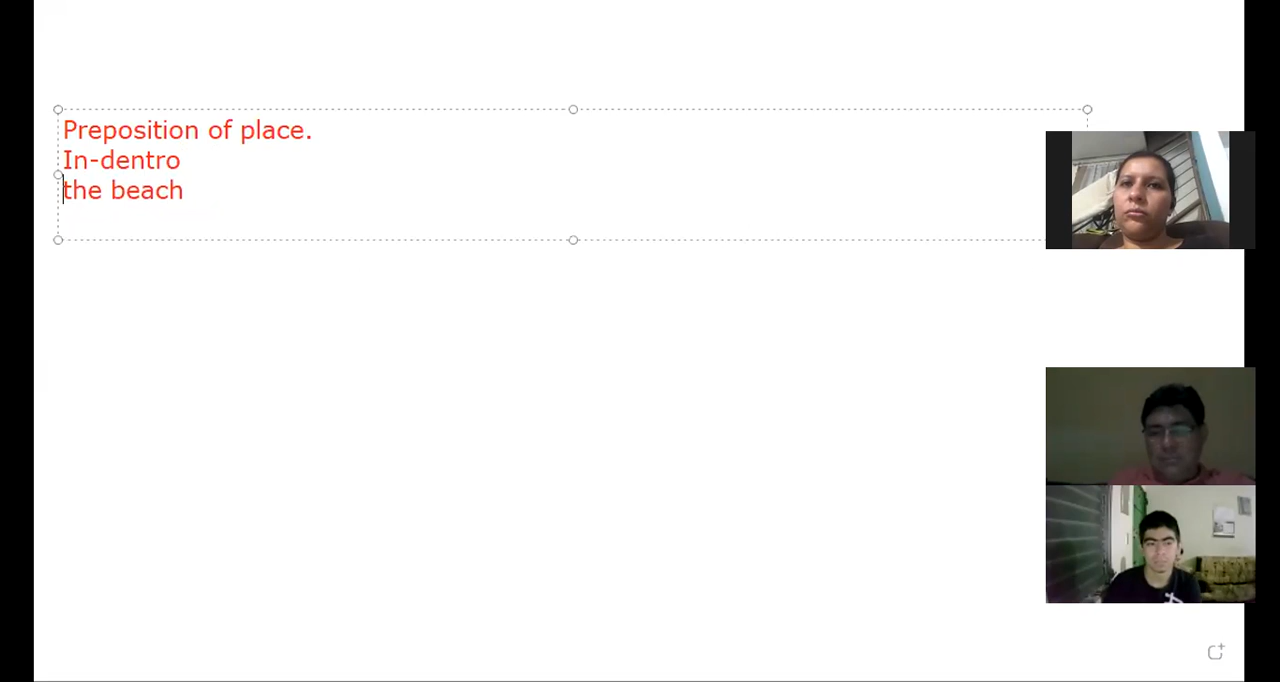 Preposition of place.
In-dentro
the beach